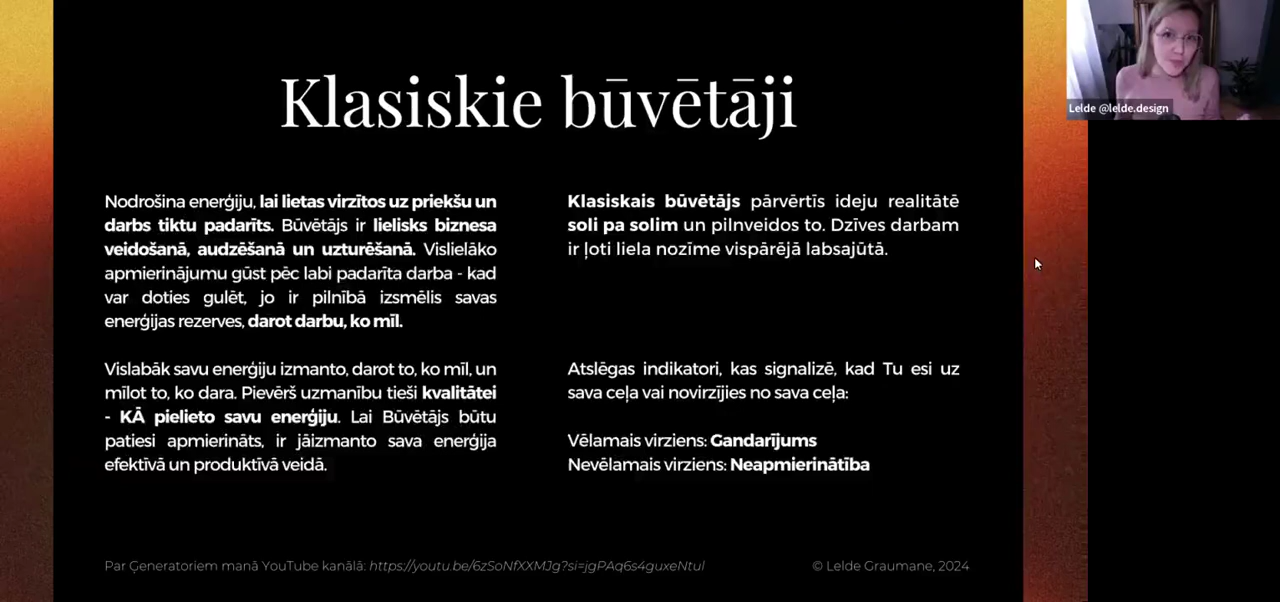 Klasiskie būvētāji
Nodrošina enerģiju, lai lietas virzītos uz priekšu un
darbs tiktu padarīts. Būvētājs ir lielisks biznesa
veidošanā, audzēšanā un uzturēšanā. Vislielāko
apmierinājumu gūst pēc labi padarīta darba - kad
var doties gulēt, jo ir pilnībā izsmēlis savas
enerģijas rezerves, darot darbu, ko mīl.
Vislabāk savu enerģiju izmanto, darot to, ko mīl, un
mīlot to, ko dara. Pievērš uzmanību tieši kvalitātei
- KĀ pielieto savu enerģiju. Lai Būvētājs būtu
patiesi apmierināts, ir jāizmanto sava enerģija
efektīvā un produktīvā veidā.
Klasiskais būvētājs pārvērtīs ideju realitātē
soli pa solim un pilnveidos to. Dzīves darbam
ir ļoti liela nozīme vispārējā labsajūtā.
Atslēgas indikatori, kas signalizē, kad Tu esi uz
sava ceļa vai novirzījies no sava ceļa:
Vēlamais virziens: Gandarījums
Nevēlamais virziens: Neapmierinātība
Par Ģeneratoriem manā YouTube kanālā: https://youtu.be/6zSoNfXXMJg?si=jgPAq6s4guxeNtul
© Lelde Graumane, 2024
Lelde @lelde.design